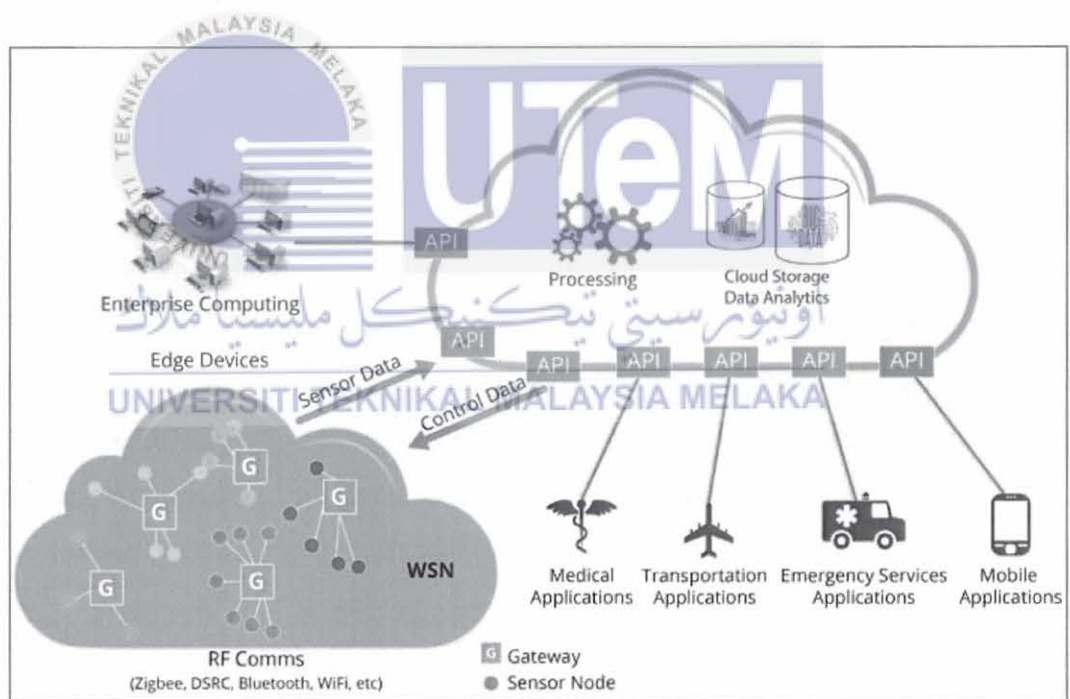 UNIVERSITI TEKNIKAL MALAYSIA MELAKA
UTeM
API
Processing
Cloud Storage
Data Analytics
BIG
DATA
Enterprise Computing
اونيۏرسيتي تيكنيكل مليسيا ملاك
Edge Devices
API
API
API
API
API
API
Sensor Data
Control Data
UNIVERSITI TEKNIKAL MALAYSIA MELAKA
G
G
G
G
G
WSN
Medical
Applications
Transportation
Applications
Emergency Services
Applications
Mobile
Applications
RF Comms
(Zigbee, DSRC, Bluetooth, WiFi, etc)
G Gateway
Sensor Node